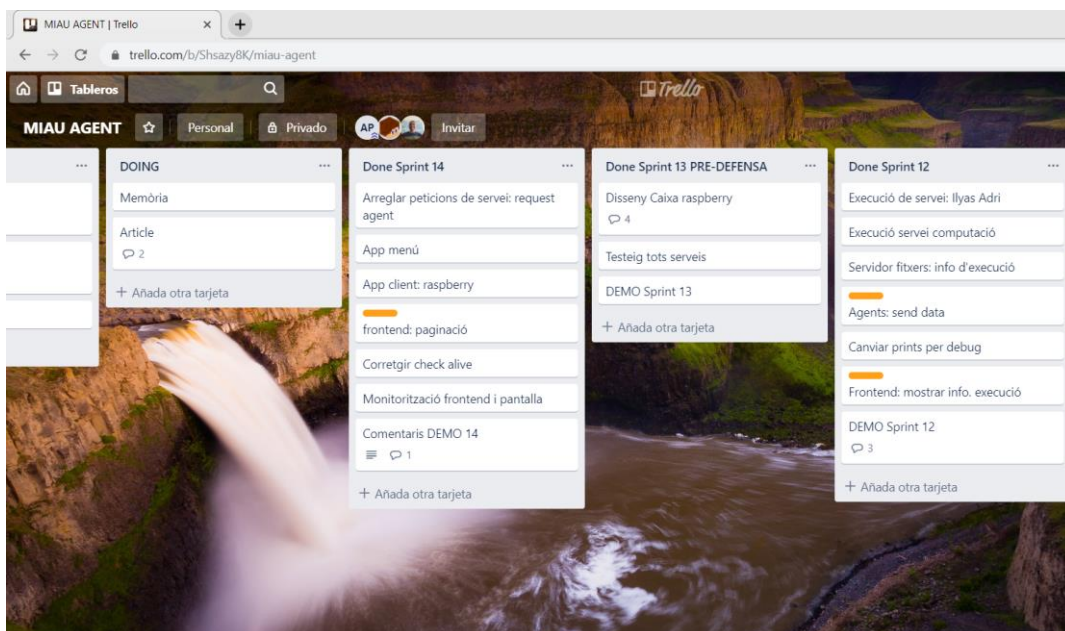 MIAU AGENT | Trello
trello.com/b/Shsazy8K/miau-agent
Tableros
Trello
MIAU AGENT
Personal
Privado
AP
Invitar
DOING
Memòria
Article
2
+ Añada otra tarjeta
Done Sprint 14
Arreglar peticions de servei: request
agent
App menú
App client: raspberry
frontend: paginació
Corretgir check alive
Monitorització frontend i pantalla
Comentaris DEMO 14
1
+ Añada otra tarjeta
Done Sprint 13 PRE-DEFENSA
Disseny Caixa raspberry
4
Testeig tots serveis
DEMO Sprint 13
+ Añada otra tarjeta
Done Sprint 12
Execució de servei: Ilyas Adri
Execució servei computació
Servidor fitxers: info d'execució
Agents: send data
Canviar prints per debug
Frontend: mostrar info. execució
DEMO Sprint 12
3
+ Añada otra tarjeta